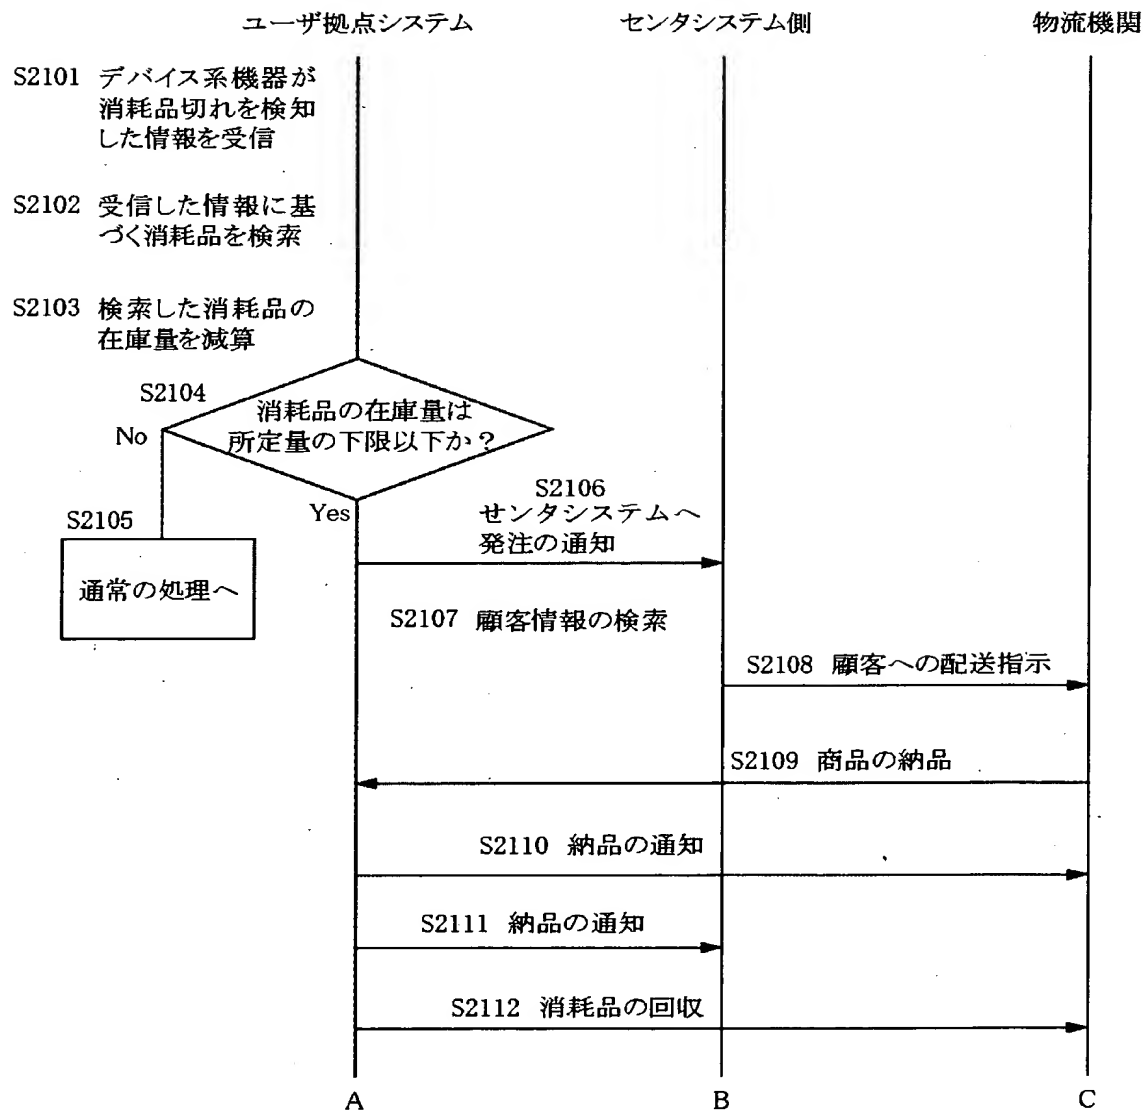 ユーザ拠点システム
センタシステム側
物流機関
S2101 デバイス系機器が
消耗品切れを検知
した情報を受信
S2102 受信した情報に基
づく消耗品を検索
S2103 検索した消耗品の
在庫量を減算
S2104
消耗品の在庫量は
所定量の下限以下か?
No
Yes
S2105
通常の処理へ
S2106
せンタシステムへ
発注の通知
S2107 顧客情報の検索
S2108 顧客への配送指示
S2109 商品の納品
S2110 納品の通知
S2111 納品の通知
S2112 消耗品の回収
A
B
C